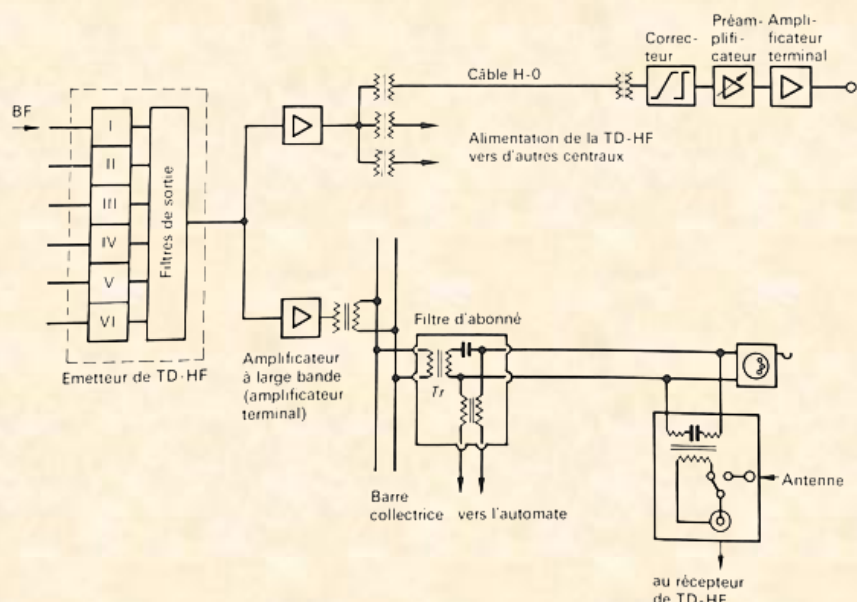 Correc-
teur
Préam-
plifi-
cateur
Ampli-
ficateur
terminal
Câble H-0
BF
I
II
III
IV
V
VI
Filtres de sortie
Alimentation de la TD-HF
vers d'autres centraux
Emetteur de TD-HF
Amplificateur
à large bande
(amplificateur
terminal)
Filtre d'abonné
Tr
Barre
collectrice
vers l'automate
Antenne
au récepteur
de TD-HF